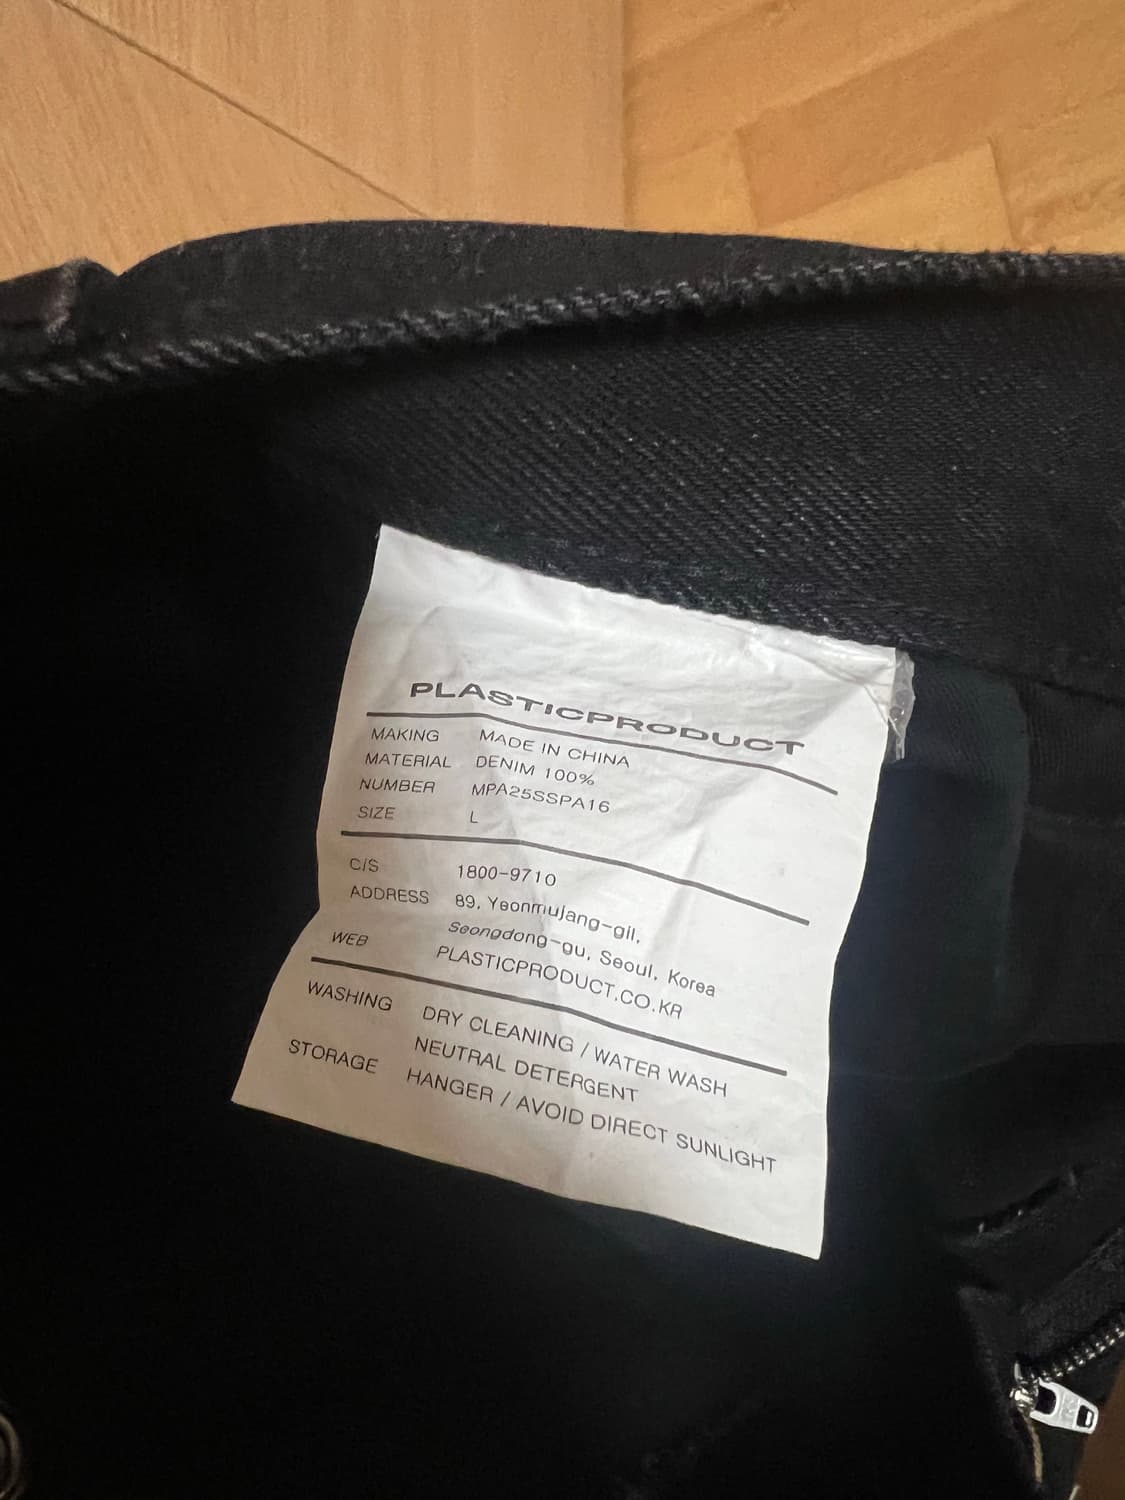 PLASTICPRODUCT
MAKING MADE IN CHINA
MATERIAL DENIM 100%
NUMBER MPA25SSPA16
SIZE L
C/S 1800-9710
ADDRESS 89, Yeonmujang-gil,
Seongdong-gu, Seoul, Korea
WEB PLASTICPRODUCT.CO.KR
WASHING DRY CLEANING / WATER WASH
NEUTRAL DETERGENT
STORAGE HANGER / AVOID DIRECT SUNLIGHT